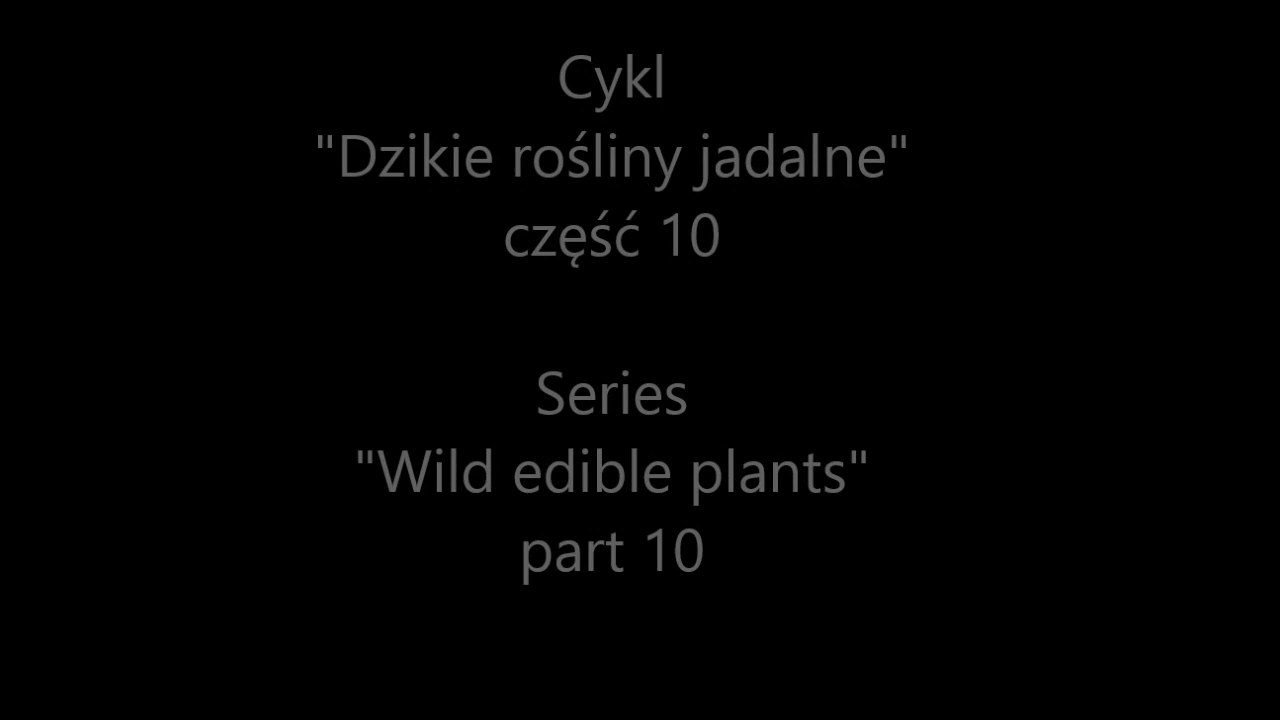 Cykl
"Dzikie rośliny jadalne"
część 10
Series
"Wild edible plants"
part 10